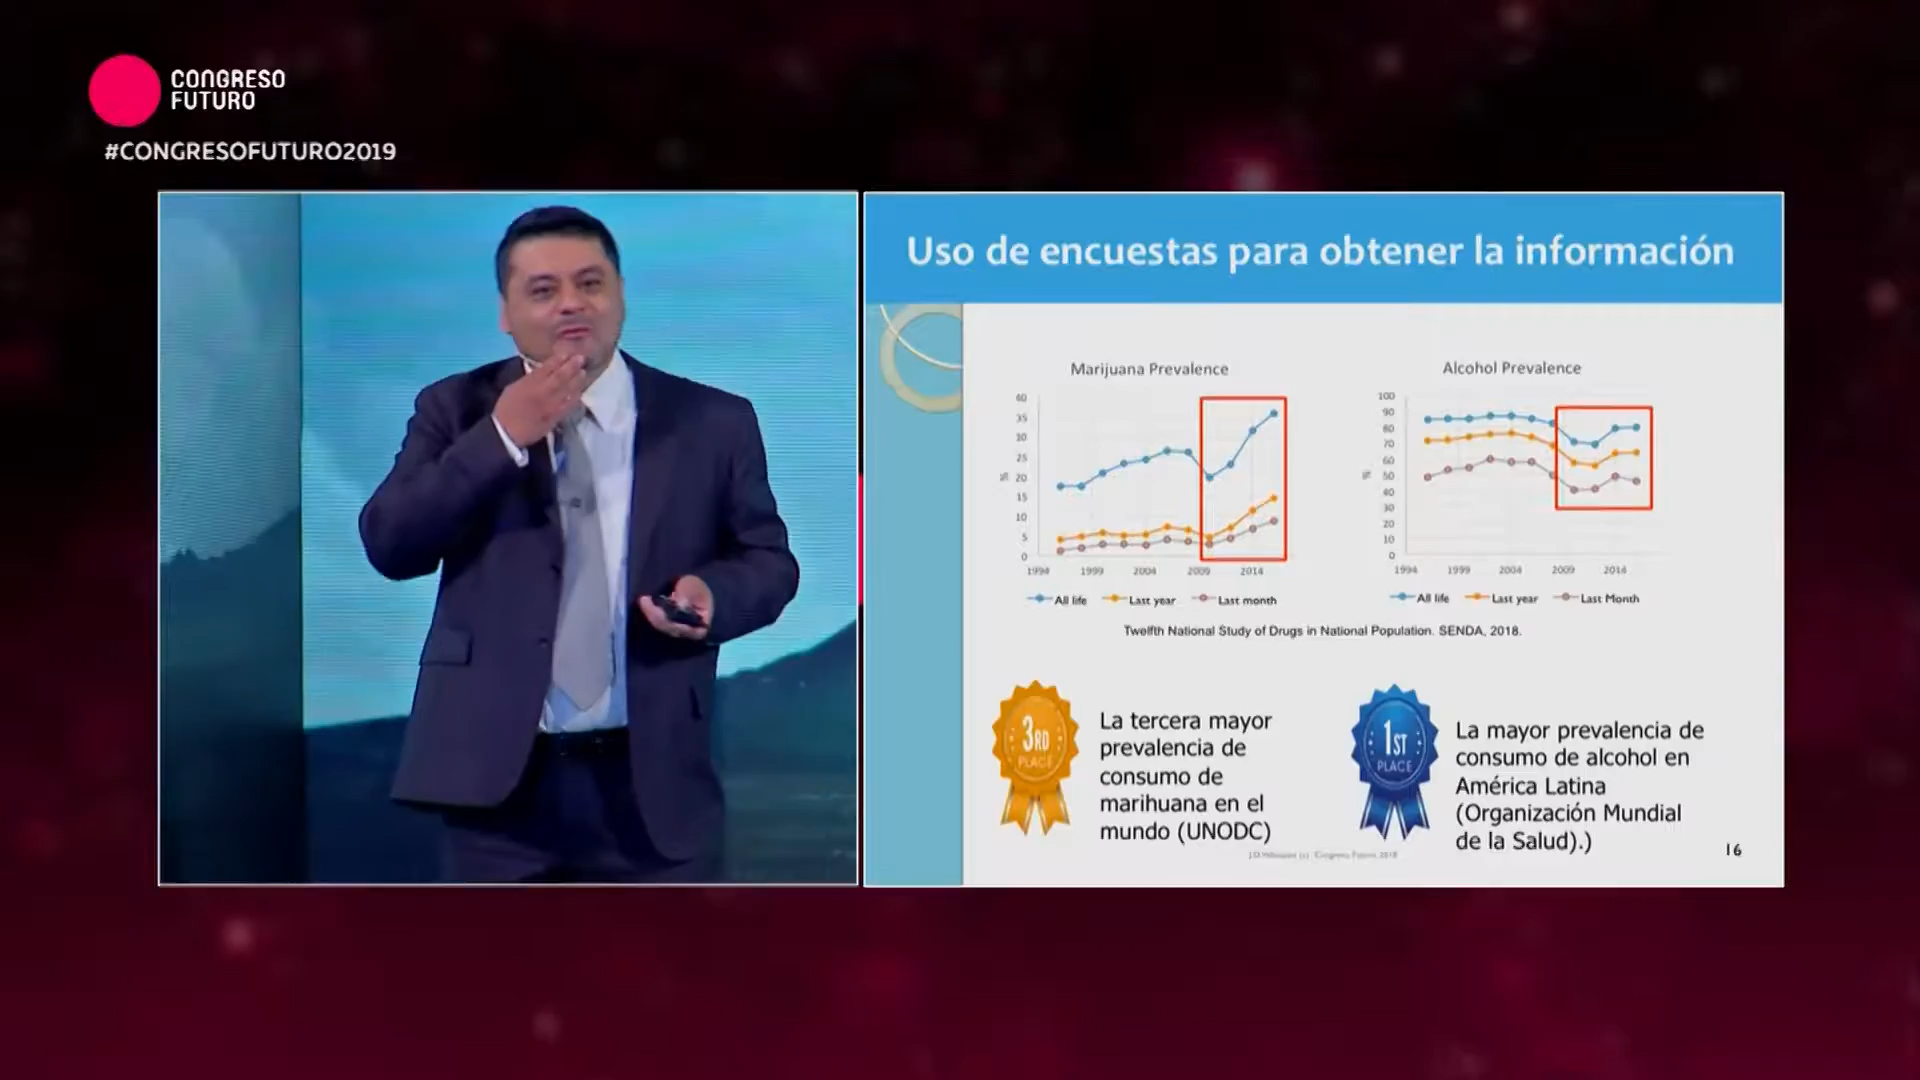 CONGRESO
FUTURO
#CONGRESOFUTURO2019
Uso de encuestas para obtener la información
Marijuana Prevalence
40
35
30
25
20
15
10
5
0
%
1994 1999 2004 2009 2014
All life Last year Last month
Alcohol Prevalence
100
90
80
70
60
50
40
30
20
10
0
%
1994 1999 2004 2009 2014
All life Last year Last Month
Twelfth National Study of Drugs in National Population. SENDA, 2018.
3RD
PLACE
La tercera mayor
prevalencia de
consumo de
marihuana en el
mundo (UNODC)
1ST
PLACE
La mayor prevalencia de
consumo de alcohol en
América Latina
(Organización Mundial
de la Salud).)
Congreso Futuro 2018
16